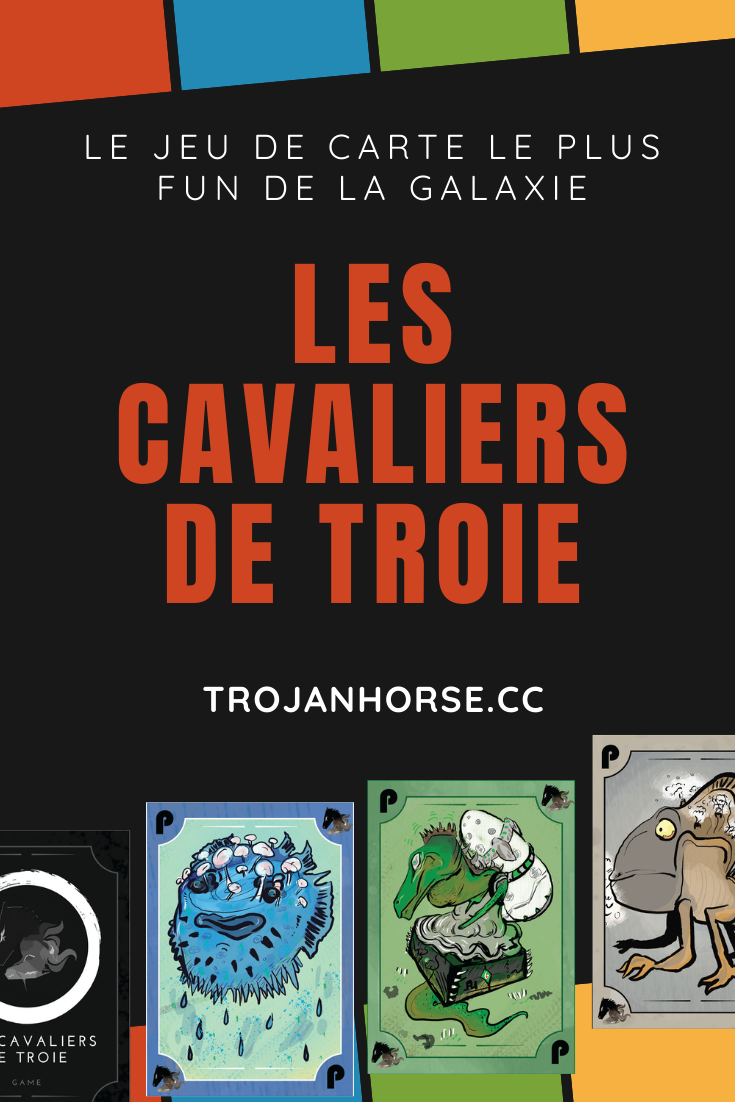 LE JEU DE CARTE LE PLUS
FUN DE LA GALAXIE
LES
CAVALIERS
DE TROIE
TROJANHORSE.CC
P
P
P
P
P
CAVALIERS
E TROIE
GAME